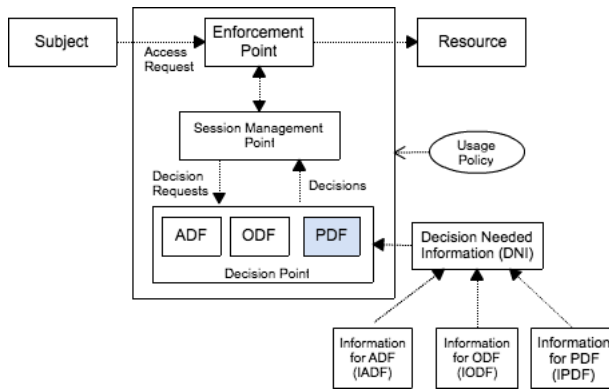 Subject
Enforcement
Point
Resource
Access
Request
Session Management
Point
Usage
Policy
Decision
Requests
Decisions
ADF
ODF
PDF
Decision Point
Decision Needed
Information (DNI)
Information
for ADF
(IADF)
Information
for ODF
(IODF)
Information
for PDF
(IPDF)